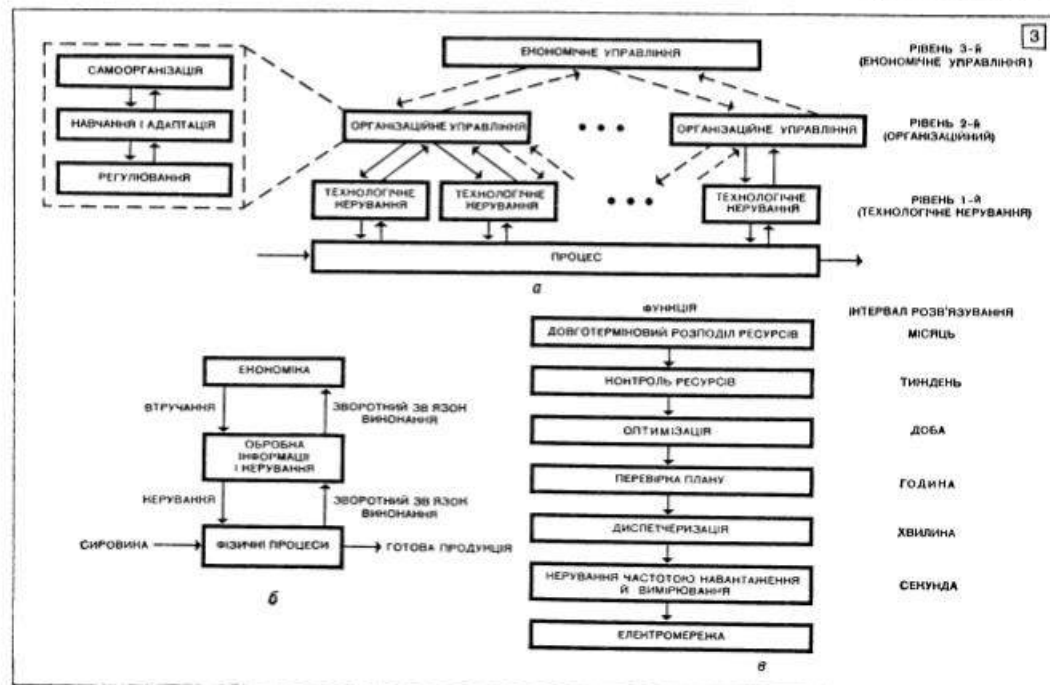 3
ЕКОНОМІЧНЕ УПРАВЛІННЯ
РІВЕНЬ 3-й
(ЕКОНОМІЧНЕ УПРАВЛІННЯ)
САМООРГАНІЗАЦІЯ
НАВЧАННЯ І АДАПТАЦІЯ
РЕГУЛЮВАННЯ
ОРГАНІЗАЦІЙНЕ УПРАВЛІННЯ
• • •
ОРГАНІЗАЦІЙНЕ УПРАВЛІННЯ
РІВЕНЬ 2-й
(ОРГАНІЗАЦІЙНИЙ)
ТЕХНОЛОГІЧНЕ
КЕРУВАННЯ
ТЕХНОЛОГІЧНЕ
КЕРУВАННЯ
• • •
ТЕХНОЛОГІЧНЕ
КЕРУВАННЯ
РІВЕНЬ 1-й
(ТЕХНОЛОГІЧНЕ КЕРУВАННЯ)
ПРОЦЕС
а
ЕКОНОМІКА
ВТРУЧАННЯ
ЗВОРОТНИЙ ЗВ ЯЗОК
ВИКОНАННЯ
ОБРОБКА
ІНФОРМАЦІЇ
І КЕРУВАННЯ
КЕРУВАННЯ
ЗВОРОТНИЙ ЗВ ЯЗОК
ВИКОНАННЯ
СИРОВИНА
ФІЗИЧНІ ПРОЦЕСИ
ГОТОВА ПРОДУКЦІЯ
б
ФУНКЦІЯ
ІНТЕРВАЛ РОЗВ'ЯЗУВАННЯ
ДОВГОТЕРМІНОВИЙ РОЗПОДІЛ РЕСУРСІВ
МІСЯЦЬ
КОНТРОЛЬ РЕСУРСІВ
ТИЖДЕНЬ
ОПТИМІЗАЦІЯ
ДОБА
ПЕРЕВІРКА ПЛАНУ
ГОДИНА
ДИСПЕТЧЕРИЗАЦІЯ
ХВИЛИНА
КЕРУВАННЯ ЧАСТОТОЮ НАВАНТАЖЕННЯ
Й ВИМІРЮВАННЯ
СЕКУНДА
ЕЛЕКТРОМЕРЕЖА
в